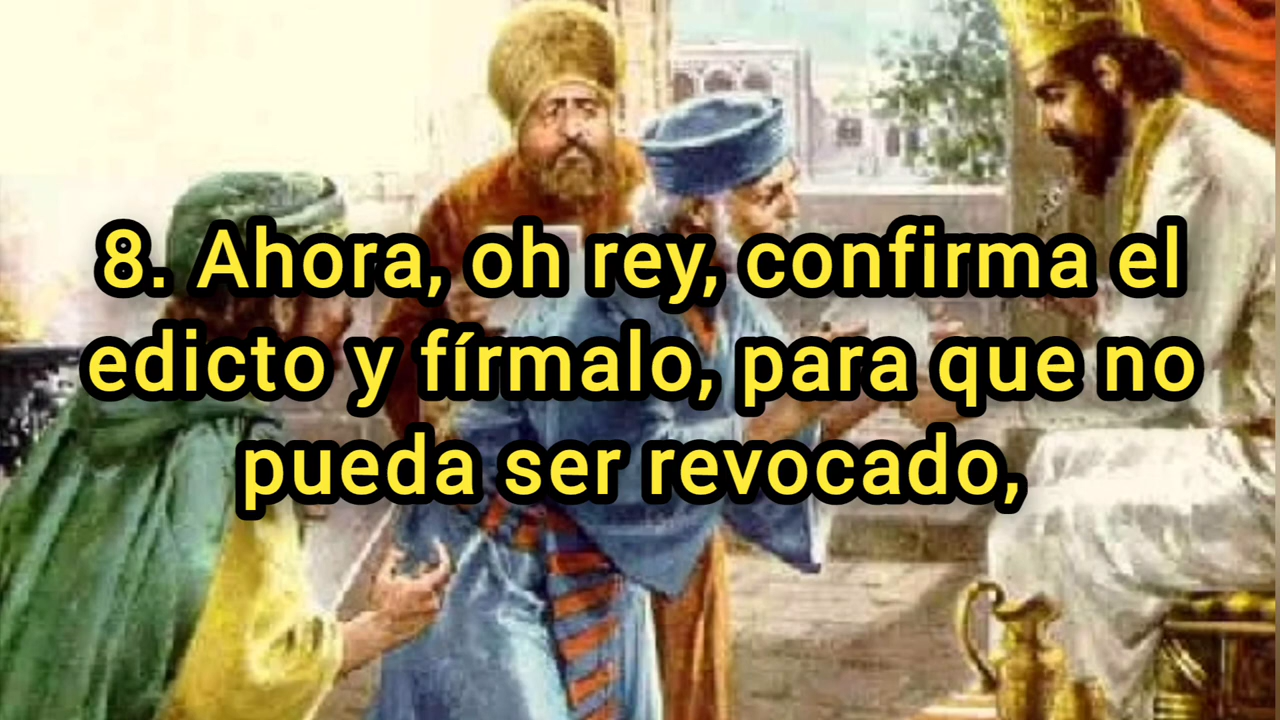 8. Ahora, oh rey, confirma el
edicto y fírmalo, para que no
pueda ser revocado,